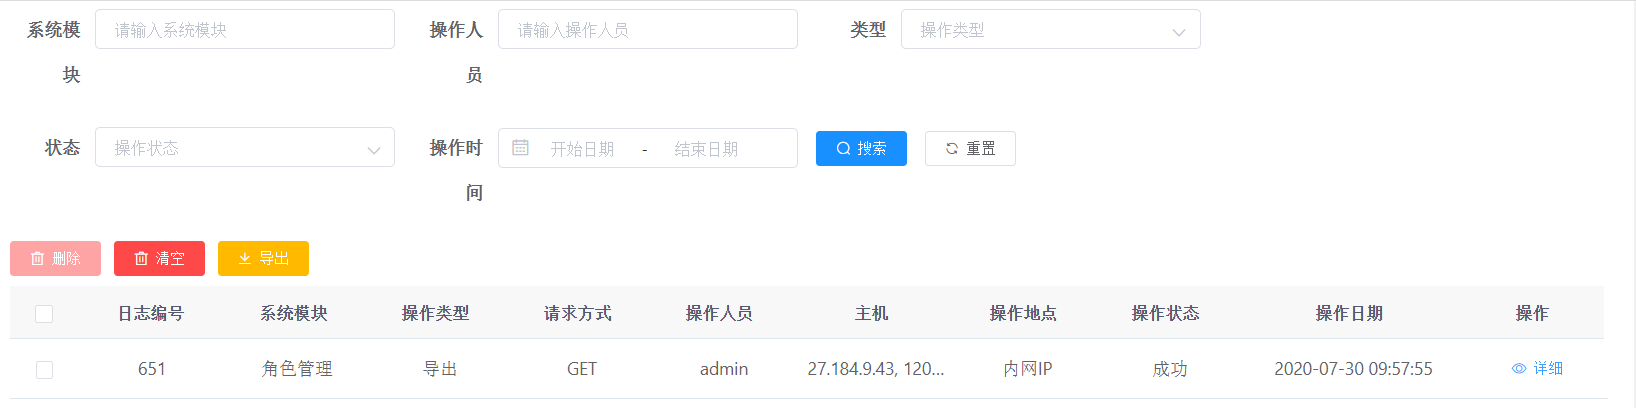 系统模块 请输入系统模块 操作人员 请输入操作人员 类型 操作类型
状态 操作状态 操作时间 开始日期 - 结束日期 搜索 重置
删除 清空 导出
日志编号 系统模块 操作类型 请求方式 操作人员 主机 操作地点 操作状态 操作日期 操作
651 角色管理 导出 GET admin 27.184.9.43, 120... 内网IP 成功 2020-07-30 09:57:55 详细